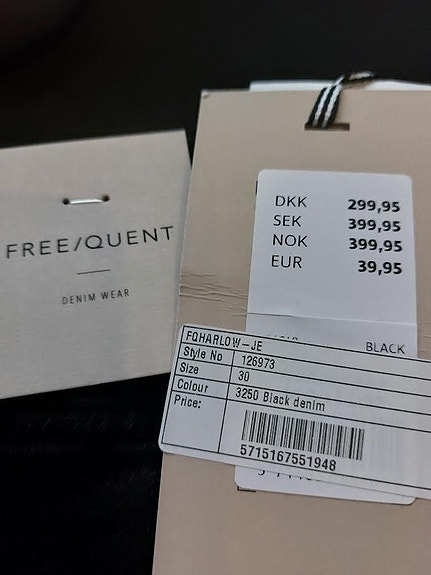 FREE/QUENT
DENIM WEAR
DKK 299,95
SEK 399,95
NOK 399,95
EUR 39,95
BLACK
FQHARLOW-JE
Style No 126973
Size 30
Colour 3250 Black denim
Price:
5715167551948